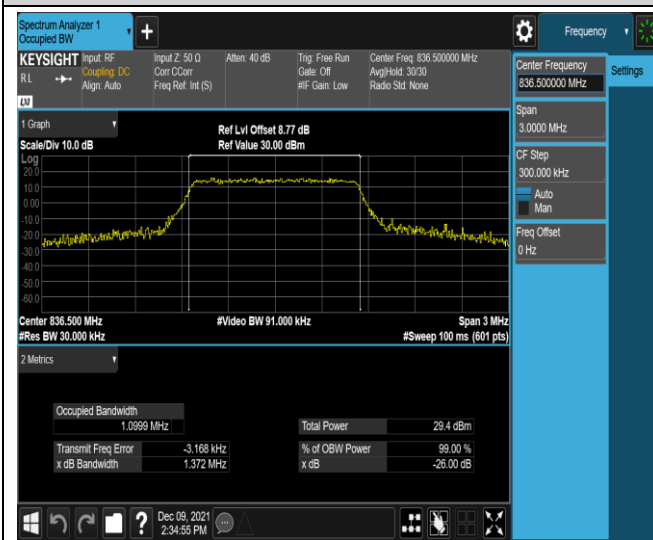 Spectrum Analyzer 1
Occupied BW
Frequency
KEYSIGHT
RL
LXI
Input: RF
Coupling: DC
Align: Auto
Input Z: 50 Ω
Corr CCorr
Freq Ref: Int (S)
Atten: 40 dB
Trig: Free Run
Gate: Off
#IF Gain: Low
Center Freq: 836.500000 MHz
Avg|Hold: 30/30
Radio Std: None
Center Frequency
836.500000 MHz
Settings
Span
3.0000 MHz
CF Step
300.000 kHz
Auto
Man
Freq Offset
0 Hz
1 Graph
Scale/Div 10.0 dB
Ref Lvl Offset 8.77 dB
Ref Value 30.00 dBm
Log
20.0
10.0
0.00
-10.0
-20.0
-30.0
-40.0
-50.0
-60.0
Center 836.500 MHz
#Res BW 30.000 kHz
#Video BW 91.000 kHz
Span 3 MHz
#Sweep 100 ms (601 pts)
2 Metrics
Occupied Bandwidth
1.0999 MHz
Total Power 29.4 dBm
Transmit Freq Error -3.168 kHz
% of OBW Power 99.00 %
x dB Bandwidth 1.372 MHz
x dB -26.00 dB
?
Dec 09, 2021
2:34:55 PM